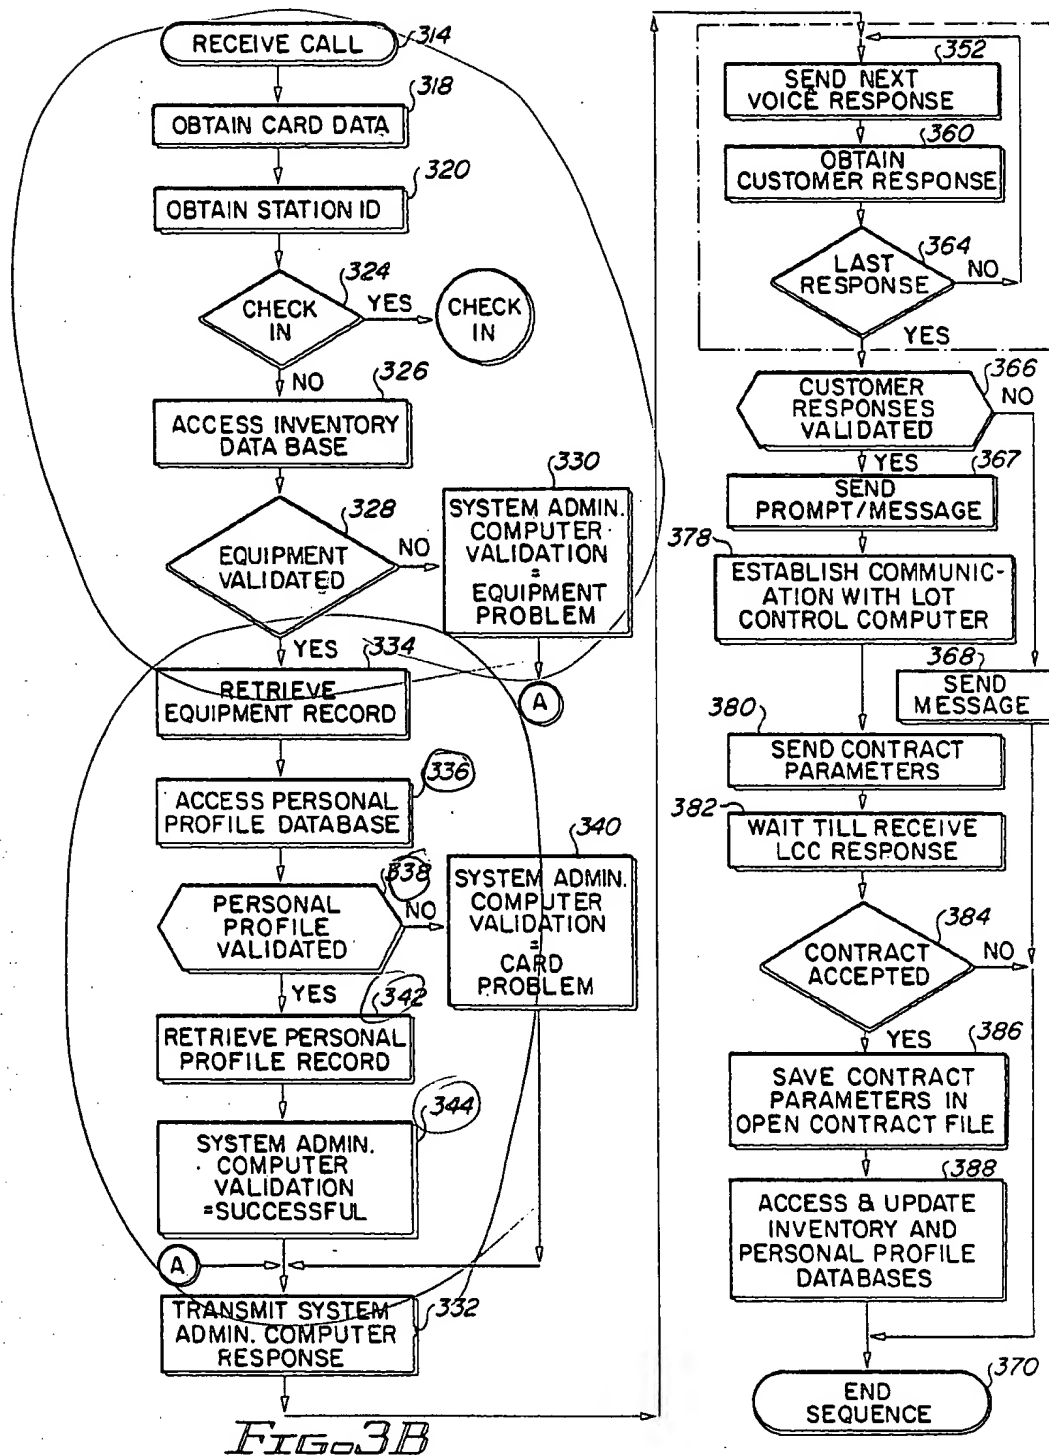 RECEIVE CALL
314
OBTAIN CARD DATA
318
OBTAIN STATION ID
320
CHECK
IN
324
YES
CHECK
IN
NO
ACCESS INVENTORY
DATA BASE
326
EQUIPMENT
VALIDATED
328
NO
SYSTEM ADMIN.
COMPUTER
VALIDATION
=
EQUIPMENT
PROBLEM
330
A
YES
RETRIEVE
EQUIPMENT RECORD
334
ACCESS PERSONAL
PROFILE DATABASE
336
PERSONAL
PROFILE
VALIDATED
338
NO
SYSTEM ADMIN.
COMPUTER
VALIDATION
=
CARD
PROBLEM
340
YES
RETRIEVE PERSONAL
PROFILE RECORD
342
SYSTEM ADMIN.
COMPUTER
VALIDATION
=SUCCESSFUL
344
A
TRANSMIT SYSTEM
ADMIN. COMPUTER
RESPONSE
332
SEND NEXT
VOICE RESPONSE
352
OBTAIN
CUSTOMER RESPONSE
360
LAST
RESPONSE
364
NO
YES
CUSTOMER
RESPONSES
VALIDATED
366
NO
YES
SEND
PROMPT/MESSAGE
367
ESTABLISH COMMUNIC-
ATION WITH LOT
CONTROL COMPUTER
378
SEND
MESSAGE
368
SEND CONTRACT
PARAMETERS
380
WAIT TILL RECEIVE
LCC RESPONSE
382
CONTRACT
ACCEPTED
384
NO
YES
SAVE CONTRACT
PARAMETERS IN
OPEN CONTRACT FILE
386
ACCESS & UPDATE
INVENTORY AND
PERSONAL PROFILE
DATABASES
388
END
SEQUENCE
370
FIG. 3B